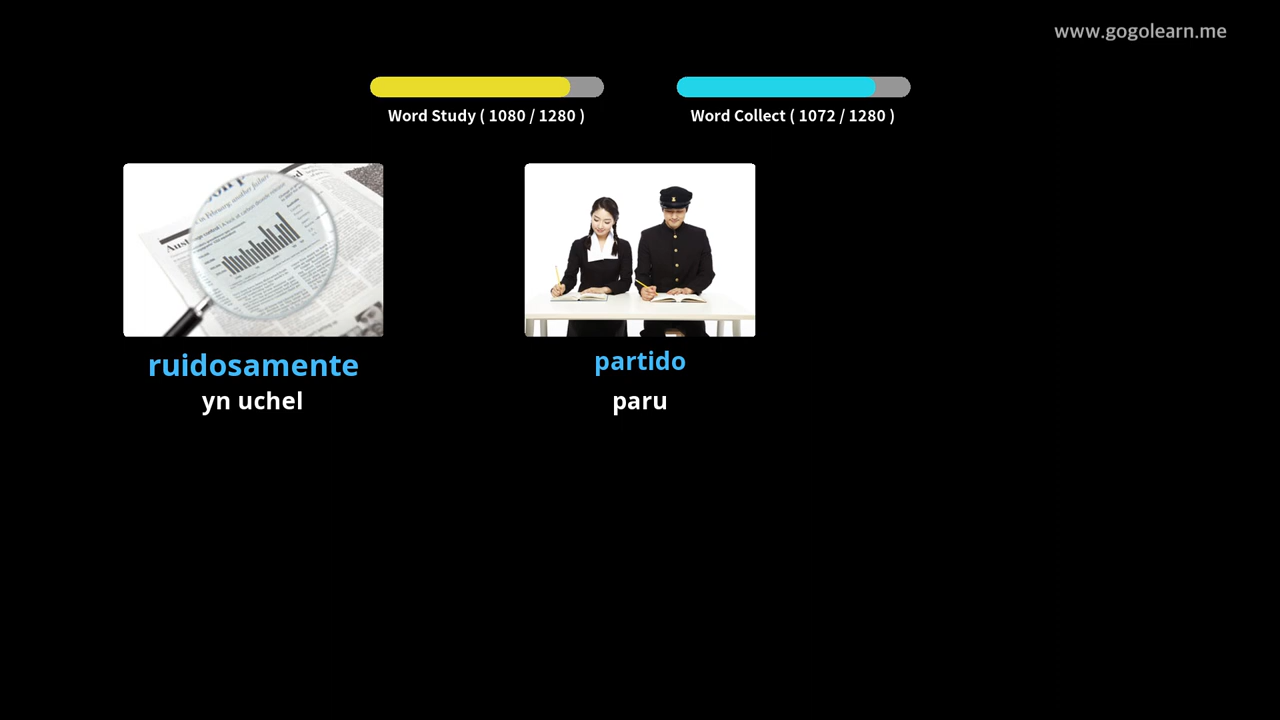 www.gogolearn.me
Word Study ( 1080 / 1280 )
Word Collect ( 1072 / 1280 )
ruidosamente
yn uchel
partido
paru